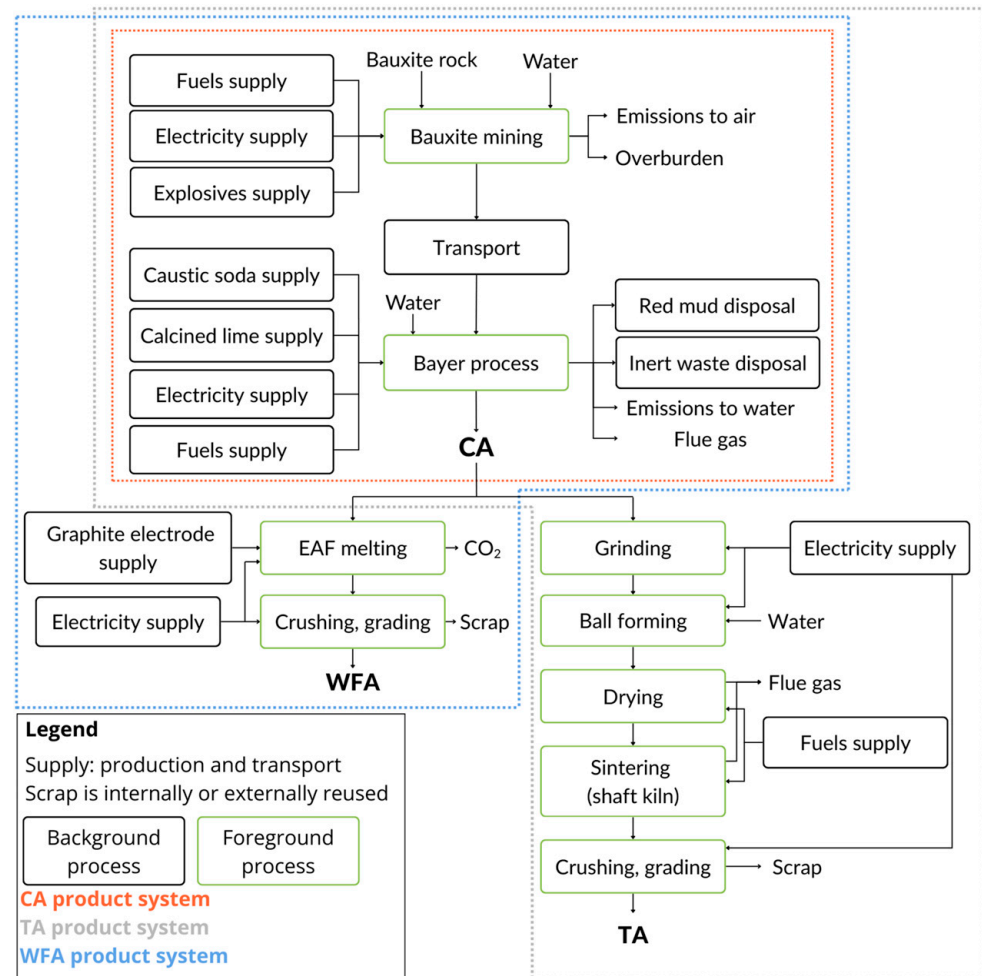 Fuels supply
Electricity supply
Explosives supply
Bauxite rock
Water
Bauxite mining
Emissions to air
Overburden
Transport
Caustic soda supply
Calcined lime supply
Electricity supply
Fuels supply
Water
Bayer process
Red mud disposal
Inert waste disposal
Emissions to water
Flue gas
CA
Graphite electrode
supply
Electricity supply
EAF melting
CO₂
Crushing, grading
Scrap
WFA
Grinding
Electricity supply
Ball forming
Water
Drying
Flue gas
Fuels supply
Sintering
(shaft kiln)
Crushing, grading
Scrap
TA
Legend
Supply: production and transport
Scrap is internally or externally reused
Background
process
Foreground
process
CA product system
TA product system
WFA product system